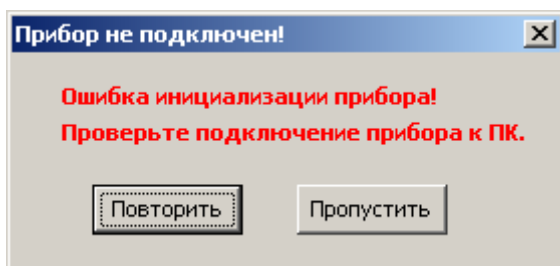 Прибор не подключен!
Ошибка инициализации прибора!
Проверьте подключение прибора к ПК.
Повторить Пропустить